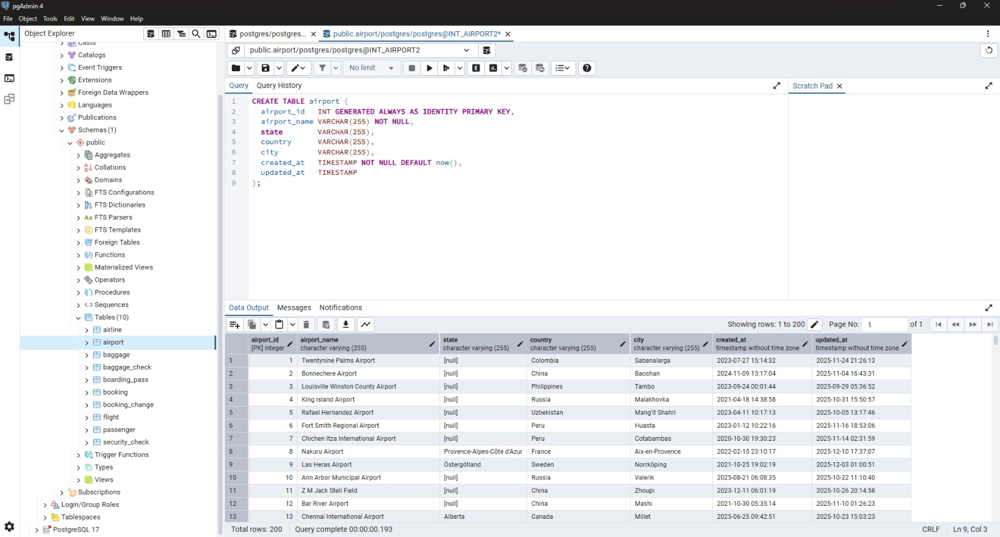 pgAdmin 4
File Object Tools Edit View Window Help
Object Explorer
postgres/postgres...
public.airport/postgres/postgres@INT_AIRPORT2*
public.airport/postgres/postgres@INT_AIRPORT2
No limit
Query Query History
Scratch Pad
Casts
Catalogs
Event Triggers
Extensions
Foreign Data Wrappers
Languages
Publications
Schemas (1)
public
Aggregates
Collations
Domains
FTS Configurations
FTS Dictionaries
FTS Parsers
FTS Templates
Foreign Tables
Functions
Materialized Views
Operators
Procedures
1..3 Sequences
Tables (10)
airline
airport
baggage
baggage_check
boarding_pass
booking
booking_change
flight
passenger
security_check
Trigger Functions
Types
Views
Subscriptions
Login/Group Roles
Tablespaces
PostgreSQL 17
1 CREATE TABLE airport (
2 airport_id INT GENERATED ALWAYS AS IDENTITY PRIMARY KEY,
3 airport_name VARCHAR(255) NOT NULL,
4 state VARCHAR(255),
5 country VARCHAR(255),
6 city VARCHAR(255),
7 created_at TIMESTAMP NOT NULL DEFAULT now(),
8 updated_at TIMESTAMP
9 );
Data Output Messages Notifications
Showing rows: 1 to 200 Page No: 1 of 1
airport_id airport_name state country city created_at updated_at
[PK] integer character varying (255) character varying (255) character varying (255) character varying (255) timestamp without time zone timestamp without time zone
1 1 Twentynine Palms Airport [null] Colombia Sabanalarga 2023-07-27 15:14:32 2025-11-24 21:26:13
2 2 Bonnechere Airport [null] China Baoshan 2024-11-09 13:17:04 2025-11-04 16:43:31
3 3 Louisville Winston County Airport [null] Philippines Tambo 2023-09-24 00:01:44 2025-09-29 05:36:52
4 4 King Island Airport [null] Russia Malakhovka 2021-04-18 14:38:58 2025-10-31 15:50:57
5 5 Rafael Hernandez Airport [null] Uzbekistan Mang'it Shahri 2023-04-11 10:17:13 2025-10-05 13:17:46
6 6 Fort Smith Regional Airport [null] Peru Huasta 2023-01-12 10:22:16 2025-11-16 18:53:06
7 7 Chichen Itza International Airport [null] Peru Cotabambas 2020-10-30 19:30:23 2025-11-14 02:31:59
8 8 Nakuru Airport Provence-Alpes-Côte d'Azur France Aix-en-Provence 2022-02-15 23:10:17 2025-12-10 17:37:07
9 9 Las Heras Airport Östergötland Sweden Norrköping 2021-10-25 19:02:19 2025-12-03 01:00:51
10 10 Ann Arbor Municipal Airport [null] Russia Valerik 2025-08-21 06:08:35 2025-10-22 11:10:40
11 11 Z M Jack Stell Field [null] China Zhoupi 2023-12-11 06:01:19 2025-10-26 20:14:58
12 12 Bar River Airport [null] China Mashi 2021-10-30 05:35:14 2025-11-10 01:26:23
13 13 Chennai International Airport Alberta Canada Millet 2025-06-25 09:42:51 2025-10-23 15:03:23
Total rows: 200 Query complete 00:00:00.193 CRLF Ln 9, Col 3